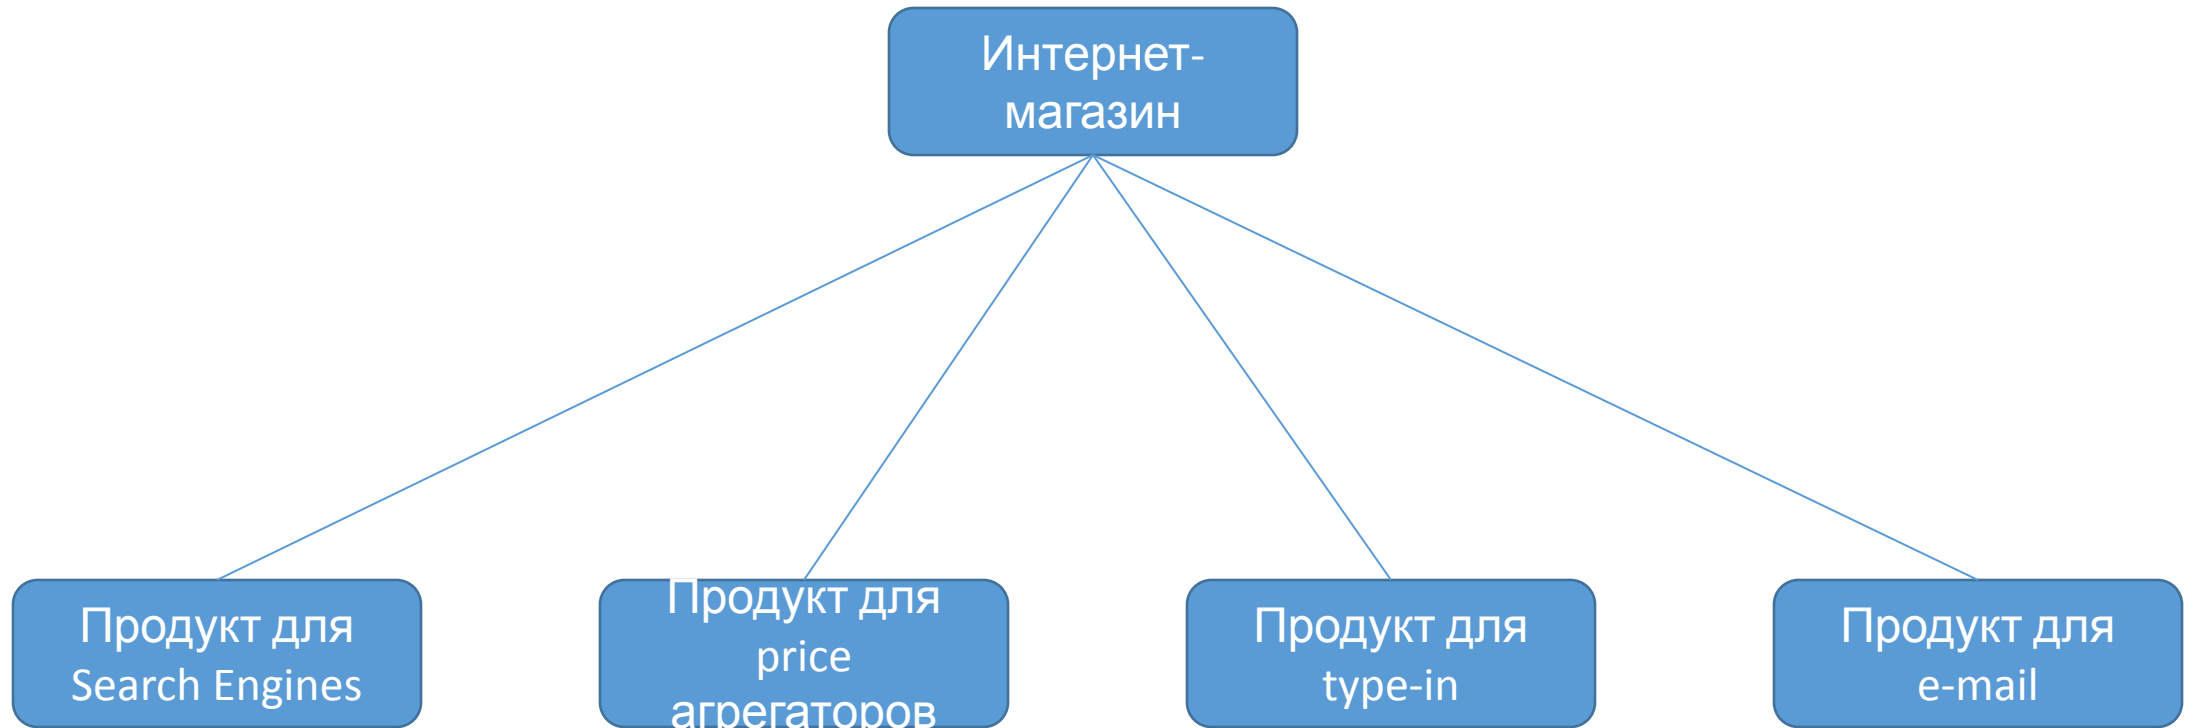 Интернет-
магазин
Продукт для
Search Engines
Продукт для
price
агрегаторов
Продукт для
type-in
Продукт для
e-mail